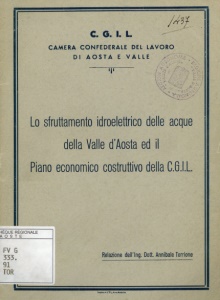 C. G. I. L.
CAMERA CONFEDERALE DEL LAVORO
DI AOSTA E VALLE
Lo sfruttamento idroelettrico delle acque
della Valle d'Aosta ed il
Piano economico costruttivo della C.G.I.L.
Relazione dell'Ing. Dott. Annibale Torrione
REGIONALE
FV G
333.
91
TOR